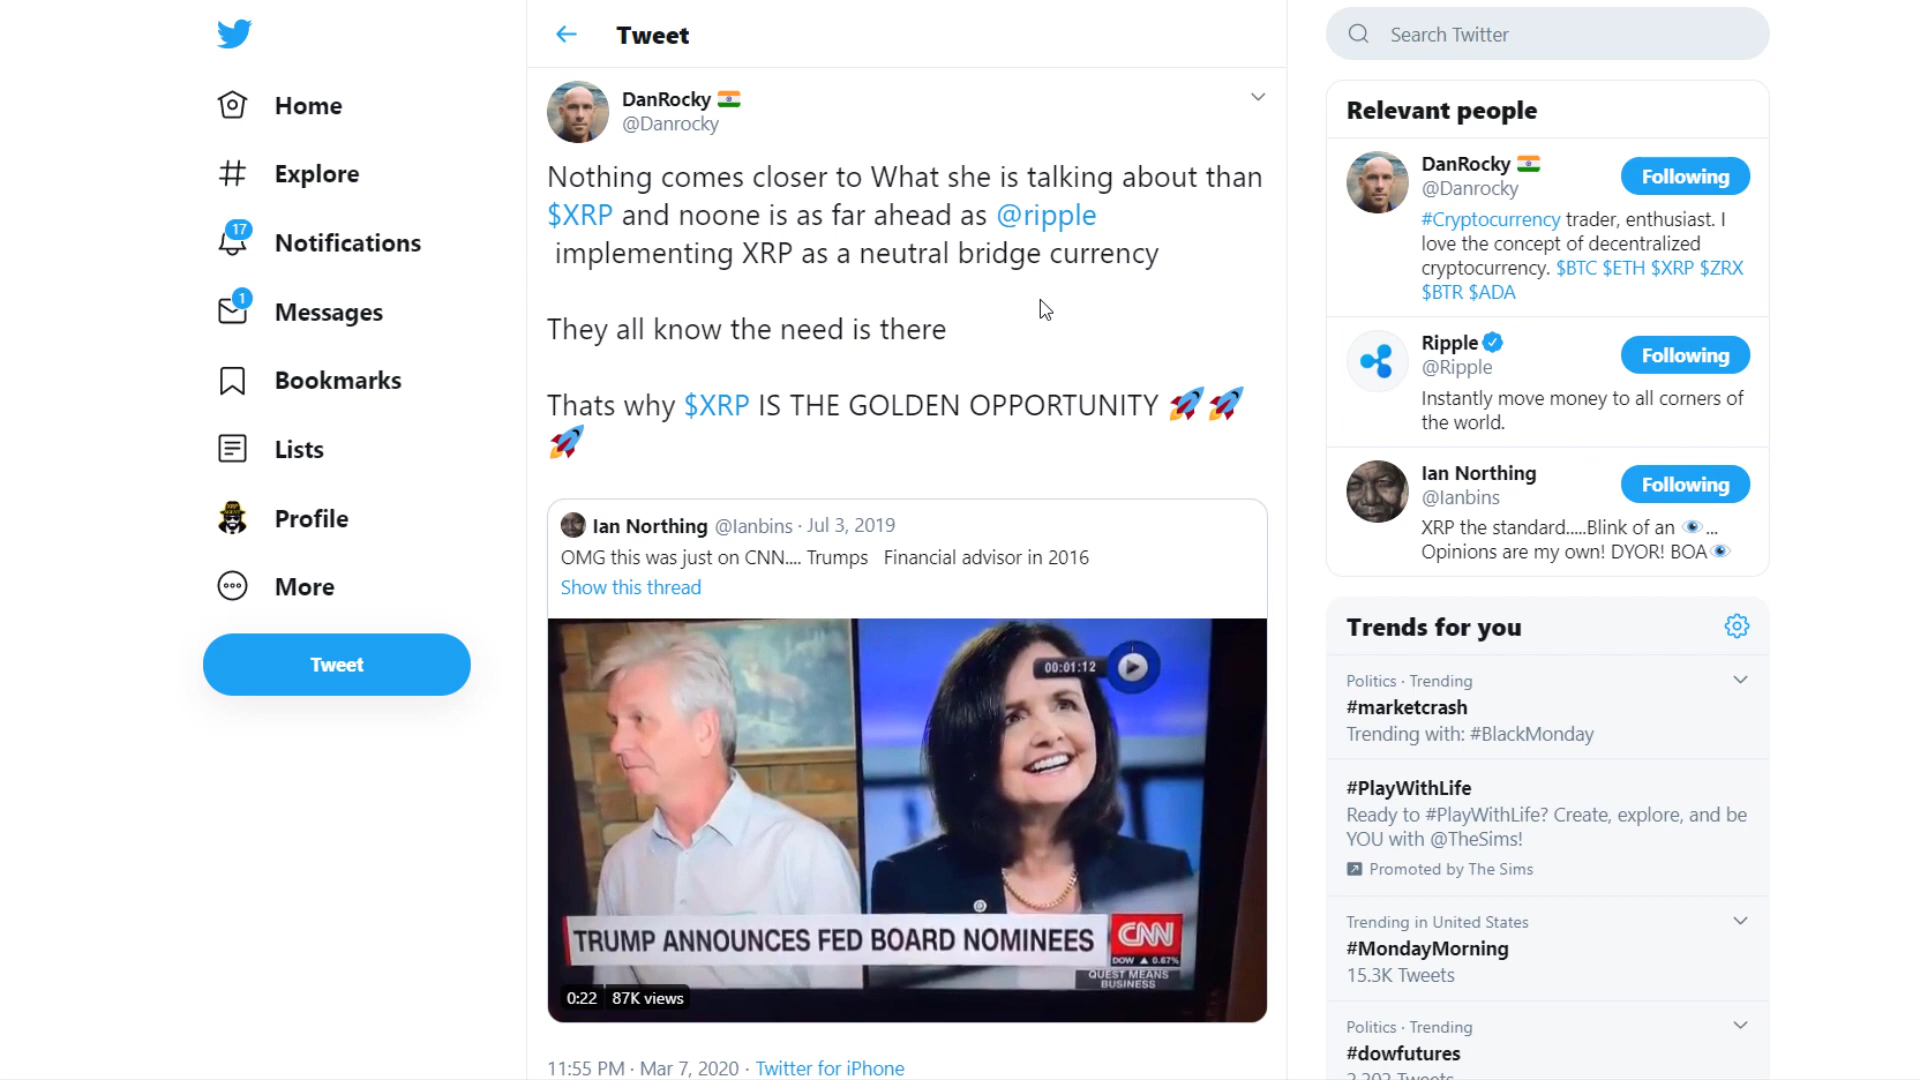 Home
Explore
17
Notifications
1
Messages
Bookmarks
Lists
Profile
More
Tweet
Tweet
DanRocky
@Danrocky
Nothing comes closer to What she is talking about than
$XRP and noone is as far ahead as @ripple
implementing XRP as a neutral bridge currency
They all know the need is there
Thats why $XRP IS THE GOLDEN OPPORTUNITY 🚀🚀
🚀
Ian Northing @Ianbins · Jul 3, 2019
OMG this was just on CNN.... Trumps Financial advisor in 2016
Show this thread
00:01:12
TRUMP ANNOUNCES FED BOARD NOMINEES
CNN
DOW ▲ 0.67%
QUEST MEANS
BUSINESS
0:22 87K views
11:55 PM · Mar 7, 2020 · Twitter for iPhone
Search Twitter
Relevant people
DanRocky
@Danrocky
Following
#Cryptocurrency trader, enthusiast. I
love the concept of decentralized
cryptocurrency. $BTC $ETH $XRP $ZRX
$BTR $ADA
Ripple
@Ripple
Following
Instantly move money to all corners of
the world.
Ian Northing
@Ianbins
Following
XRP the standard.....Blink of an 👁...
Opinions are my own! DYOR! BOA👁
Trends for you
Politics · Trending
#marketcrash
Trending with: #BlackMonday
#PlayWithLife
Ready to #PlayWithLife? Create, explore, and be
YOU with @TheSims!
Promoted by The Sims
Trending in United States
#MondayMorning
15.3K Tweets
Politics · Trending
#dowfutures